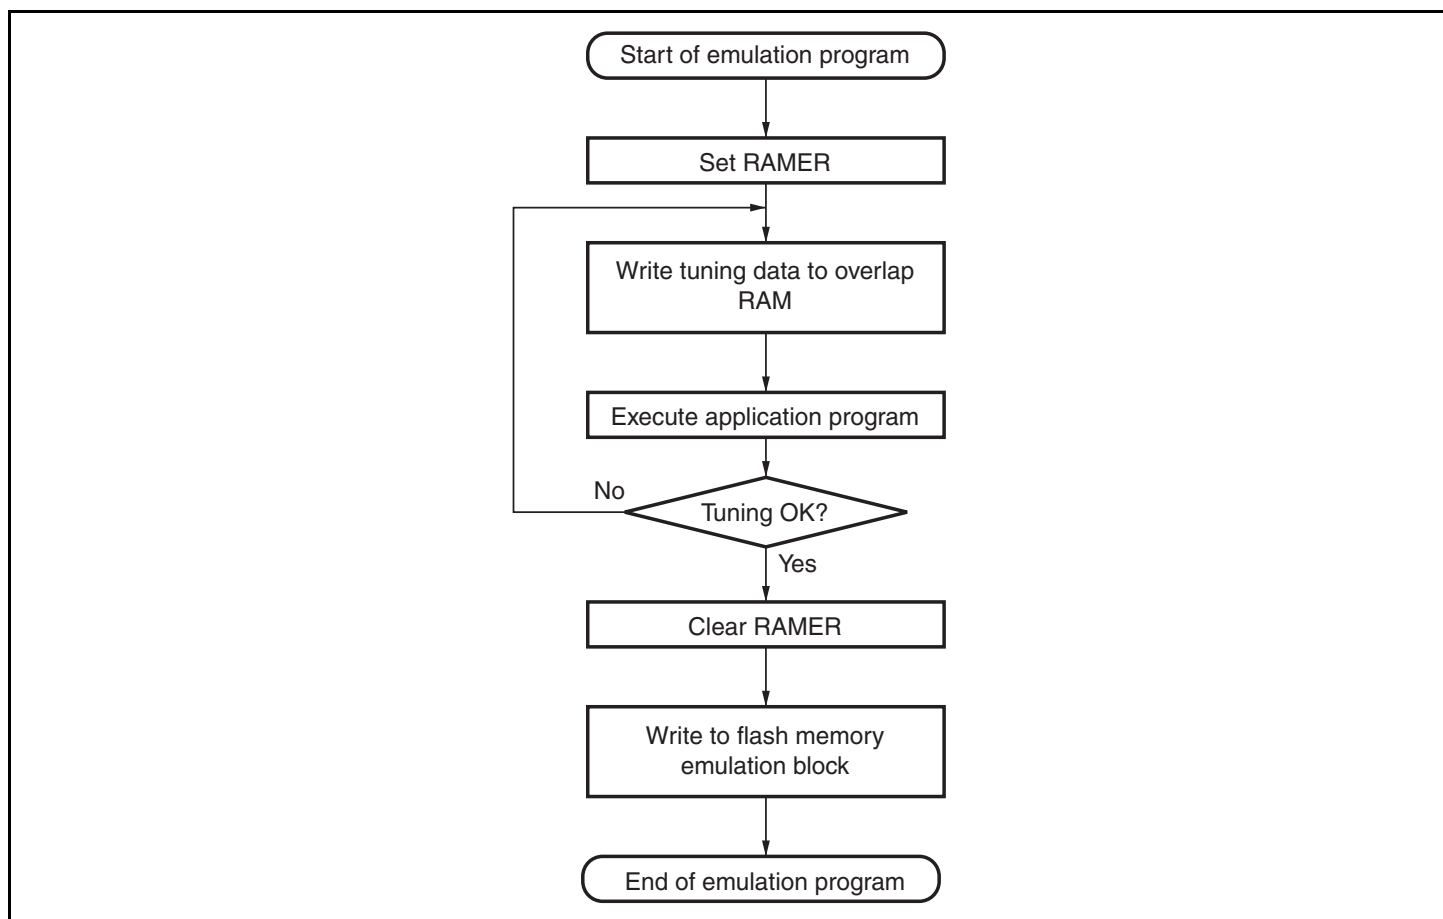 Start of emulation program
Set RAMER
Write tuning data to overlap
RAM
Execute application program
No
Tuning OK?
Yes
Clear RAMER
Write to flash memory
emulation block
End of emulation program